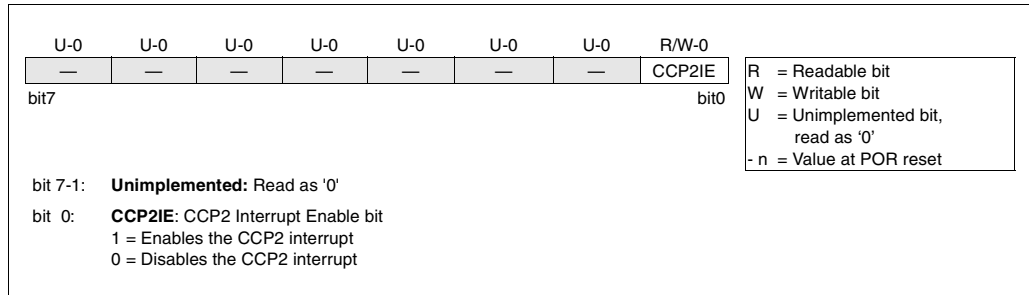 U-0 U-0 U-0 U-0 U-0 U-0 U-0 R/W-0
— — — — — — — CCP2IE
bit7 bit0
R = Readable bit
W = Writable bit
U = Unimplemented bit,
read as ‘0’
- n = Value at POR reset
bit 7-1: Unimplemented: Read as '0'
bit 0: CCP2IE: CCP2 Interrupt Enable bit
1 = Enables the CCP2 interrupt
0 = Disables the CCP2 interrupt